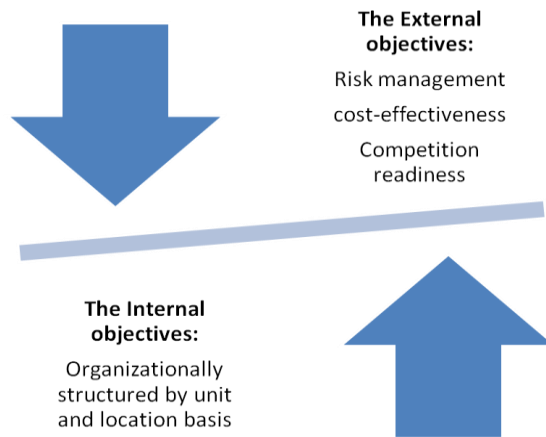 The External
objectives:
Risk management
cost-effectiveness
Competition
readiness
The Internal
objectives:
Organizationally
structured by unit
and location basis